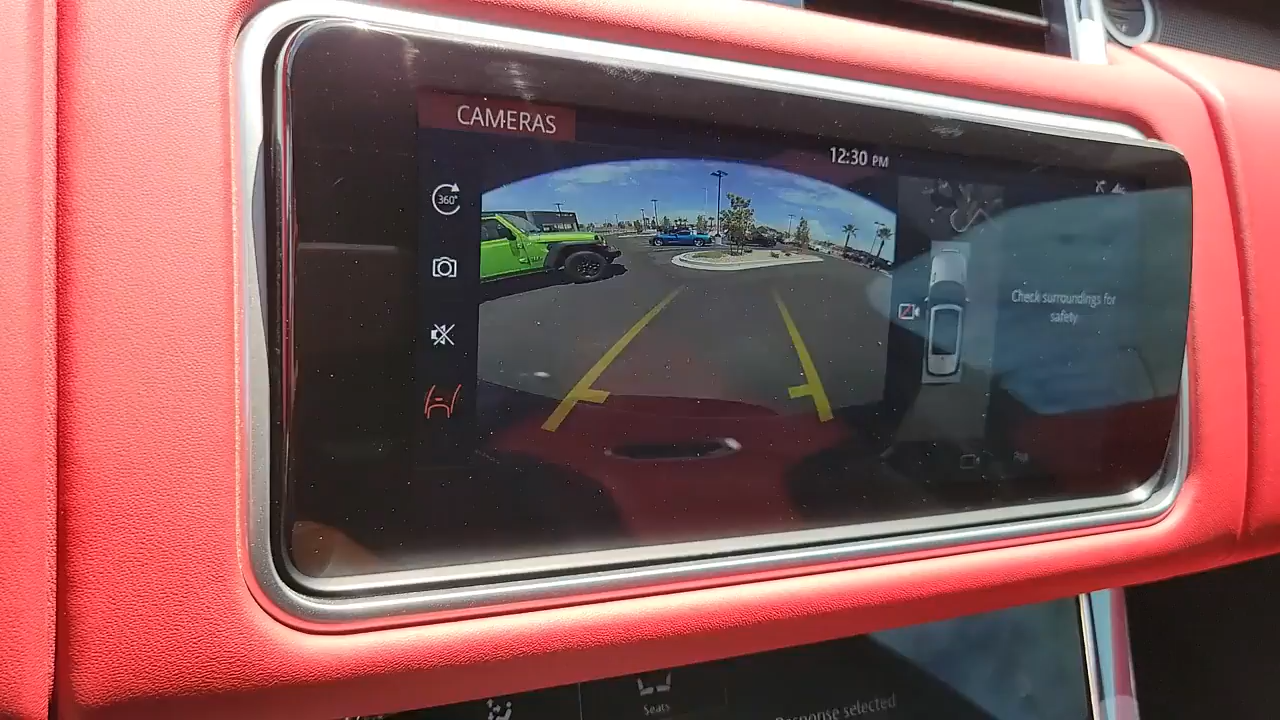 CAMERAS
12:30 PM
360°
Check surroundings for
safety
Seats
Response selected